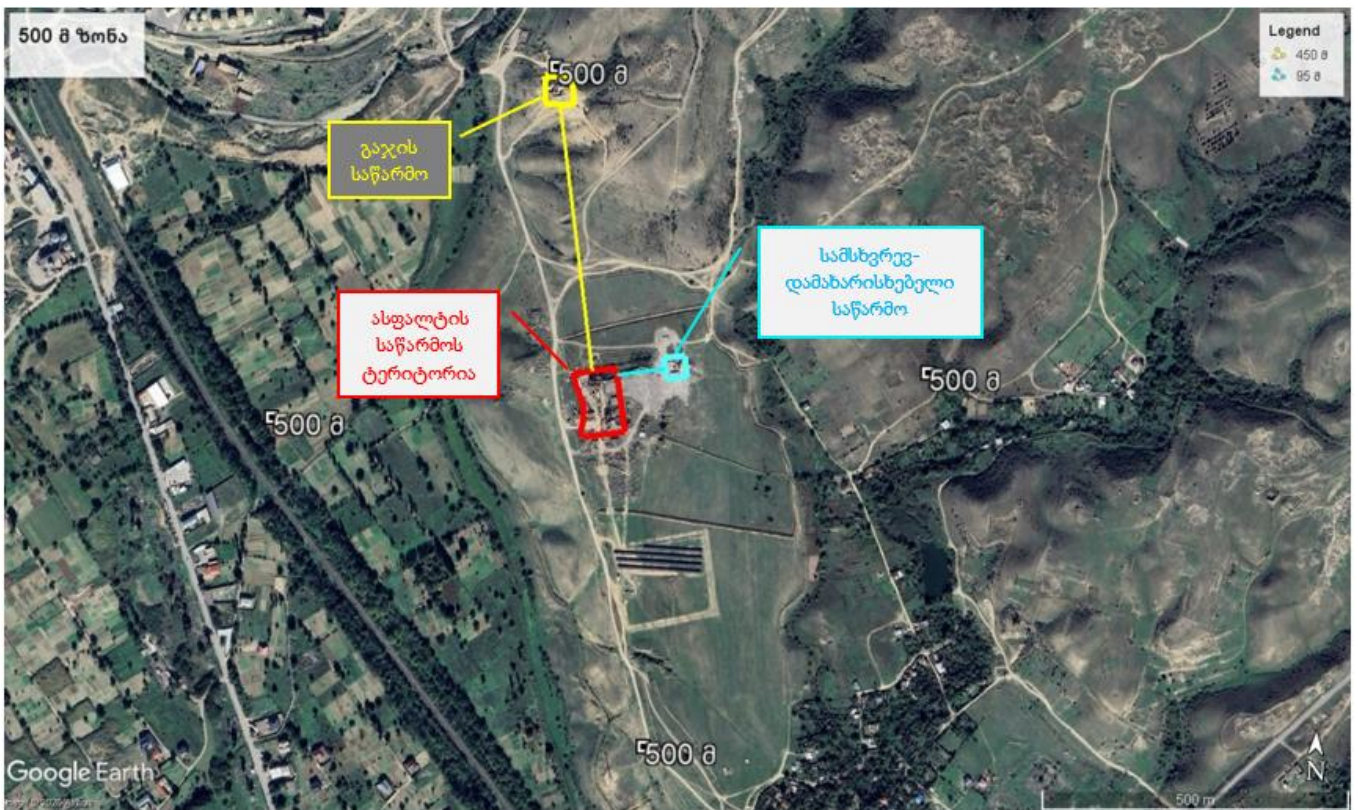 500 მ ზონა
Legend
450 მ
95 მ
500 მ
გაჯის
საწარმო
სამსხვრევ-
დამახარისხებელი
საწარმო
ასფალტის
საწარმოს
ტერიტორია
500 მ
500 მ
500 მ
Google Earth
N
500 m